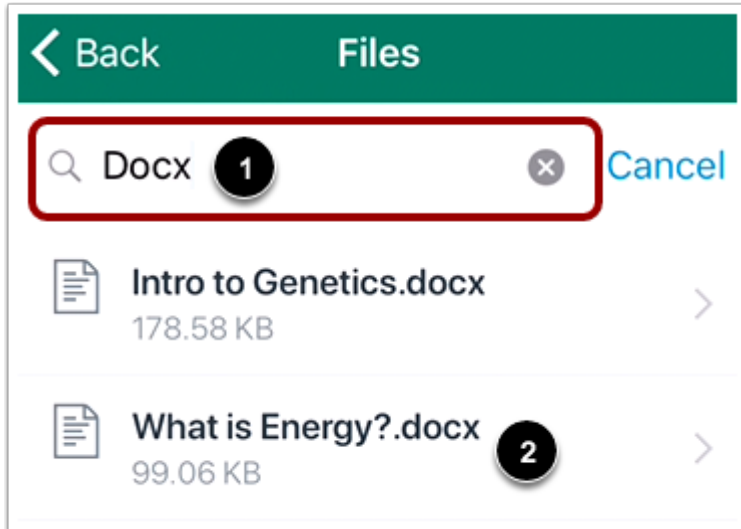 Back Files
Docx 1 Cancel
Intro to Genetics.docx
178.58 KB
What is Energy?.docx
2
99.06 KB